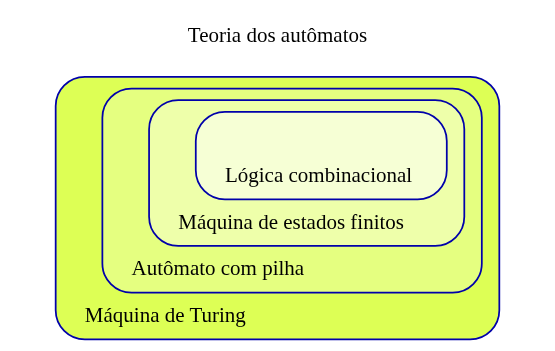 Teoria dos autômatos
Lógica combinacional
Máquina de estados finitos
Autômato com pilha
Máquina de Turing